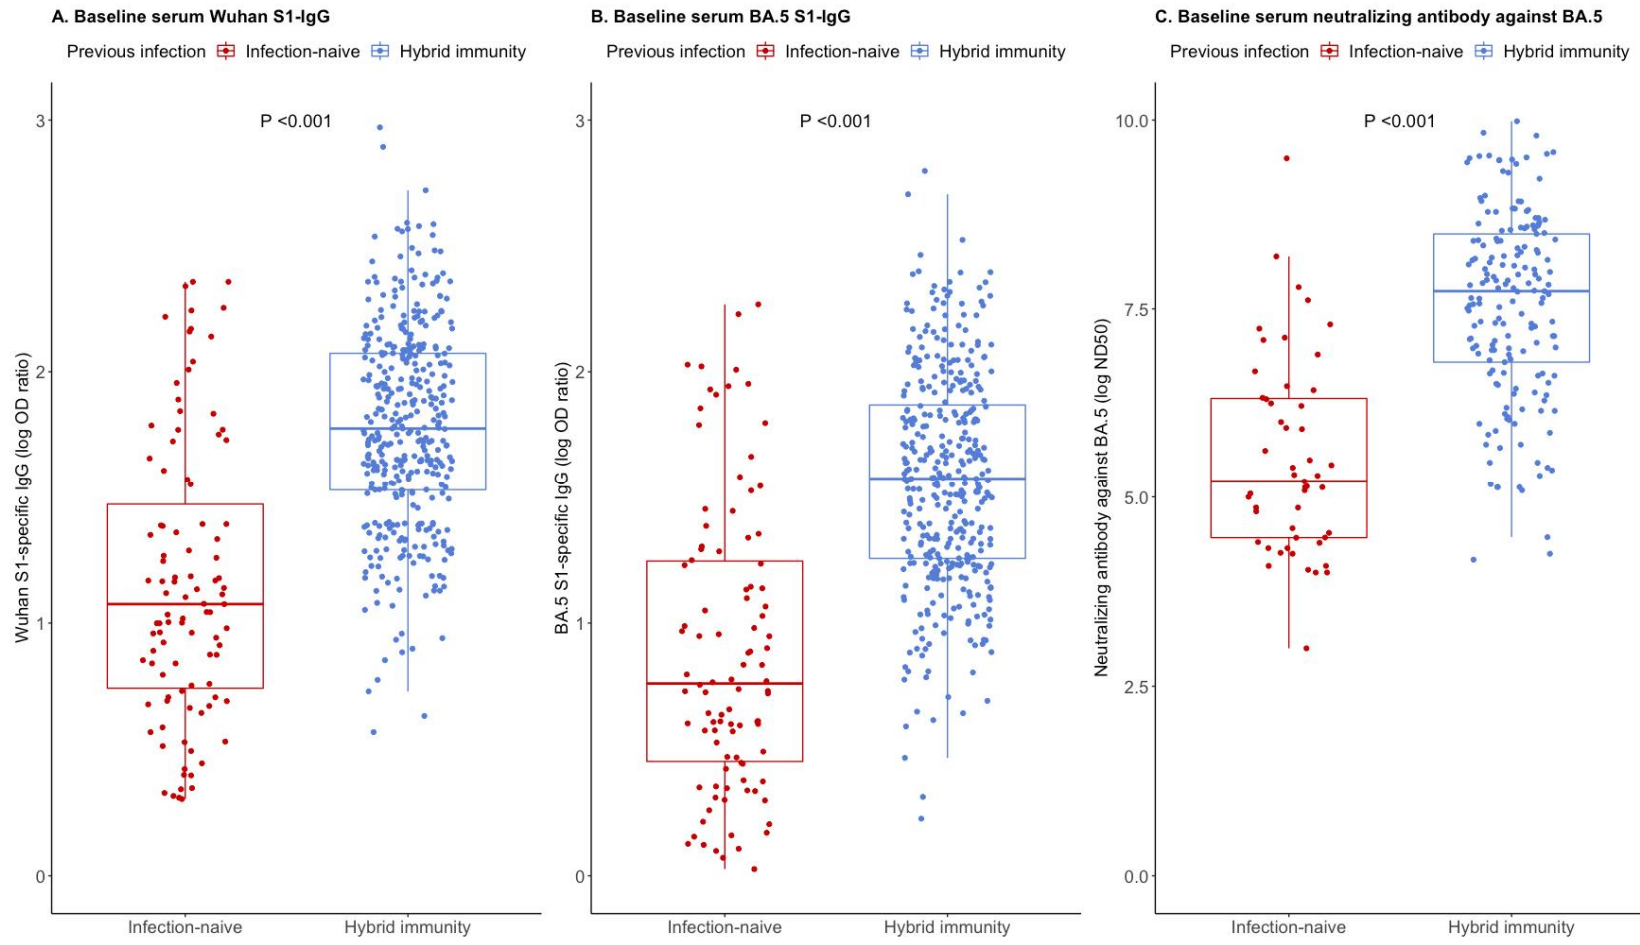 A. Baseline serum Wuhan S1-IgG
Previous infection Infection-naive Hybrid immunity
P <0.001
Wuhan S1-specific IgG (log OD ratio)
3
2
1
0
Infection-naive Hybrid immunity
B. Baseline serum BA.5 S1-IgG
Previous infection Infection-naive Hybrid immunity
P <0.001
BA.5 S1-specific IgG (log OD ratio)
3
2
1
0
Infection-naive Hybrid immunity
C. Baseline serum neutralizing antibody against BA.5
Previous infection Infection-naive Hybrid immunity
P <0.001
Neutralizing antibody against BA.5 (log ND50)
10.0
7.5
5.0
2.5
0.0
Infection-naive Hybrid immunity